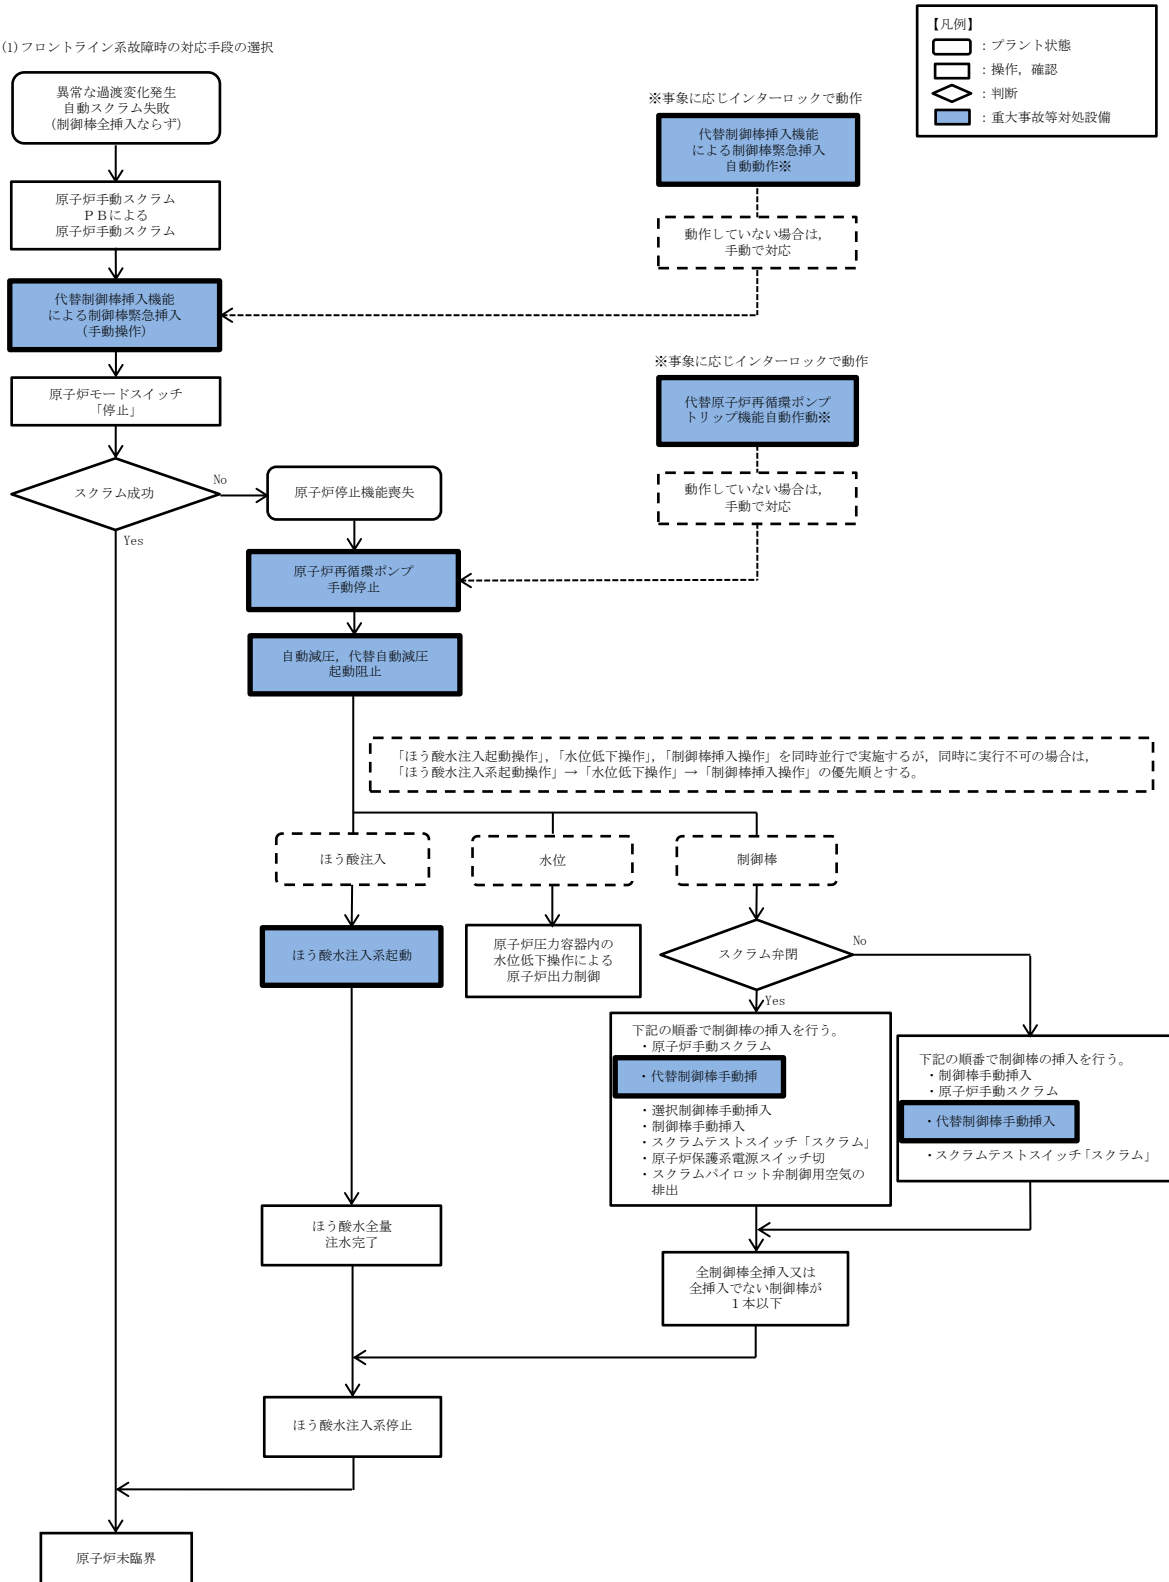 (1)フロントライン系故障時の対応手段の選択
【凡例】
：プラント状態
：操作，確認
：判断
：重大事故等対処設備
異常な過渡変化発生
自動スクラム失敗
(制御棒全挿入ならず)
原子炉手動スクラム
ＰＢによる
原子炉手動スクラム
代替制御棒挿入機能
による制御棒緊急挿入
(手動操作)
原子炉モードスイッチ
「停止」
スクラム成功
No
Yes
※事象に応じインターロックで動作
代替制御棒挿入機能
による制御棒緊急挿入
自動動作※
動作していない場合は，
手動で対応
※事象に応じインターロックで動作
代替原子炉再循環ポンプ
トリップ機能自動作動※
動作していない場合は，
手動で対応
原子炉停止機能喪失
原子炉再循環ポンプ
手動停止
自動減圧，代替自動減圧
起動阻止
「ほう酸水注入起動操作」，「水位低下操作」，「制御棒挿入操作」を同時並行で実施するが，同時に実行不可の場合は，
「ほう酸水注入系起動操作」→「水位低下操作」→「制御棒挿入操作」の優先順とする。
ほう酸注入
水位
制御棒
ほう酸水注入系起動
原子炉圧力容器内の
水位低下操作による
原子炉出力制御
スクラム弁閉
No
Yes
下記の順番で制御棒の挿入を行う。
・原子炉手動スクラム
・代替制御棒手動挿
・選択制御棒手動挿入
・制御棒手動挿入
・スクラムテストスイッチ「スクラム」
・原子炉保護系電源スイッチ切
・スクラムパイロット弁制御用空気の
排出
下記の順番で制御棒の挿入を行う。
・制御棒手動挿入
・原子炉手動スクラム
・代替制御棒手動挿入
・スクラムテストスイッチ「スクラム」
ほう酸水全量
注水完了
全制御棒全挿入又は
全挿入でない制御棒が
１本以下
ほう酸水注入系停止
原子炉未臨界